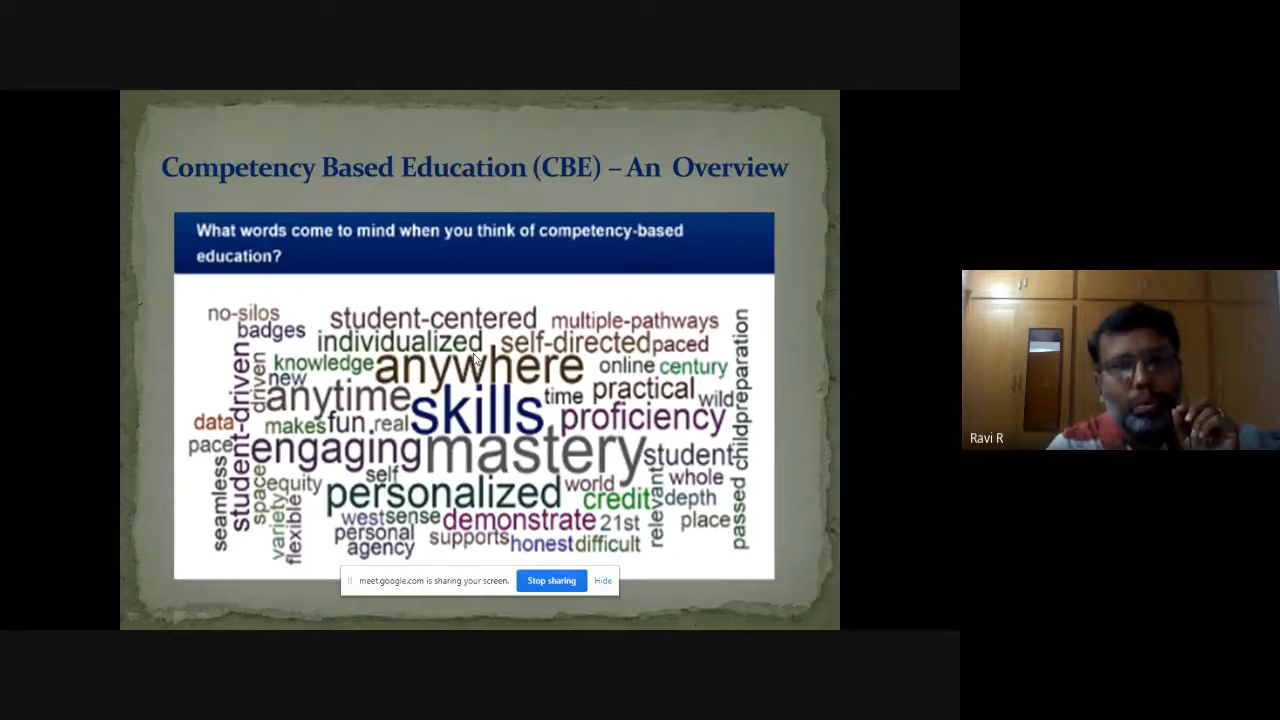 Competency Based Education (CBE) – An Overview
What words come to mind when you think of competency-based
education?
no-silos
student-centered
multiple-pathways
badges
individualized
self-directed
paced
knowledge
anywhere
online
century
new
driven
student-driven
anytime
skills
time
practical
wild
preparation
data
makes
fun
real
proficiency
pace
engaging
mastery
student
child
seamless
space
equity
self
world
whole
personalized
credit
depth
variety
flexible
west
sense
demonstrate
21st
relevant
place
passed
personal
agency
supports
honest
difficult
meet.google.com is sharing your screen.
Stop sharing
Hide
Ravi R